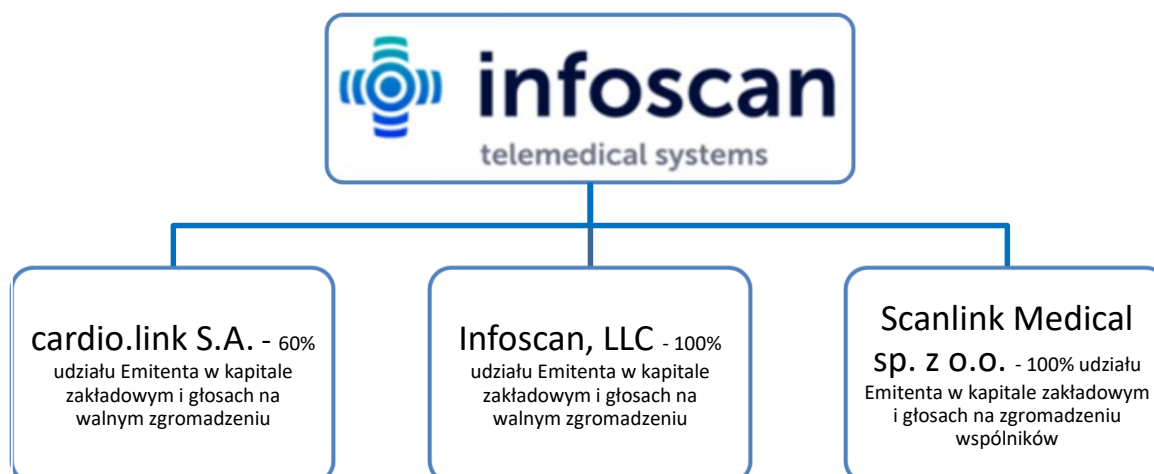 infoscan
telemedical systems
cardio.link S.A. - 60%
udziału Emitenta w kapitale
zakładowym i głosach na
walnym zgromadzeniu
Infoscan, LLC - 100%
udziału Emitenta w kapitale
zakładowym i głosach na
walnym zgromadzeniu
Scanlink Medical
sp. z o.o. - 100% udziału
Emitenta w kapitale zakładowym
i głosach na zgromadzeniu
wspólników